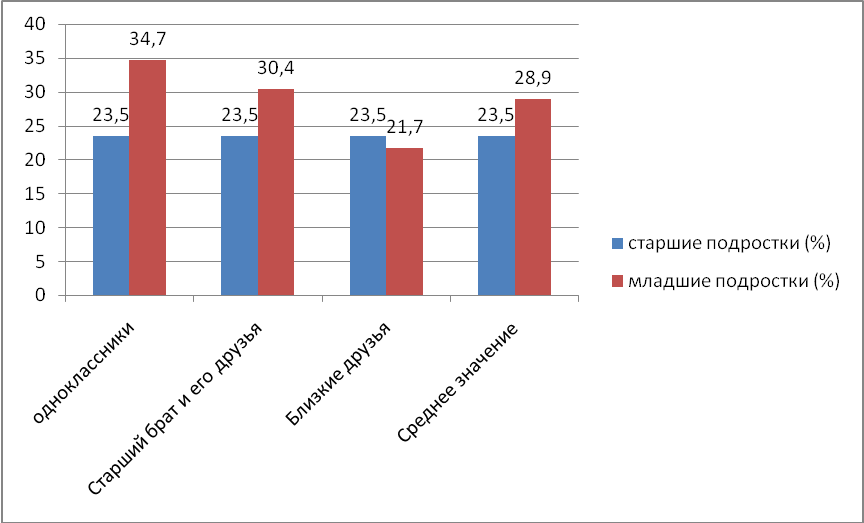 40
35
30
25
20
15
10
5
0
34,7
30,4
28,9
23,5
23,5
23,5
21,7
23,5
старшие подростки (%)
младшие подростки (%)
одноклассники
Старший брат и его друзья
Близкие друзья
Среднее значение